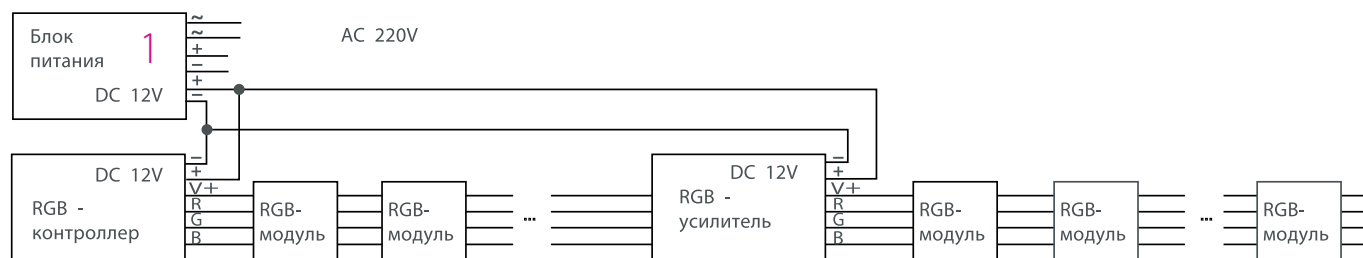 Блок
питания
1
DC 12V
~
~
+
−
+
−
AC 220V
DC 12V
−
+
V+
R
G
B
RGB -
контроллер
RGB-
модуль
RGB-
модуль
...
DC 12V
RGB -
усилитель
−
+
V+
R
G
B
RGB-
модуль
RGB-
модуль
...
RGB-
модуль